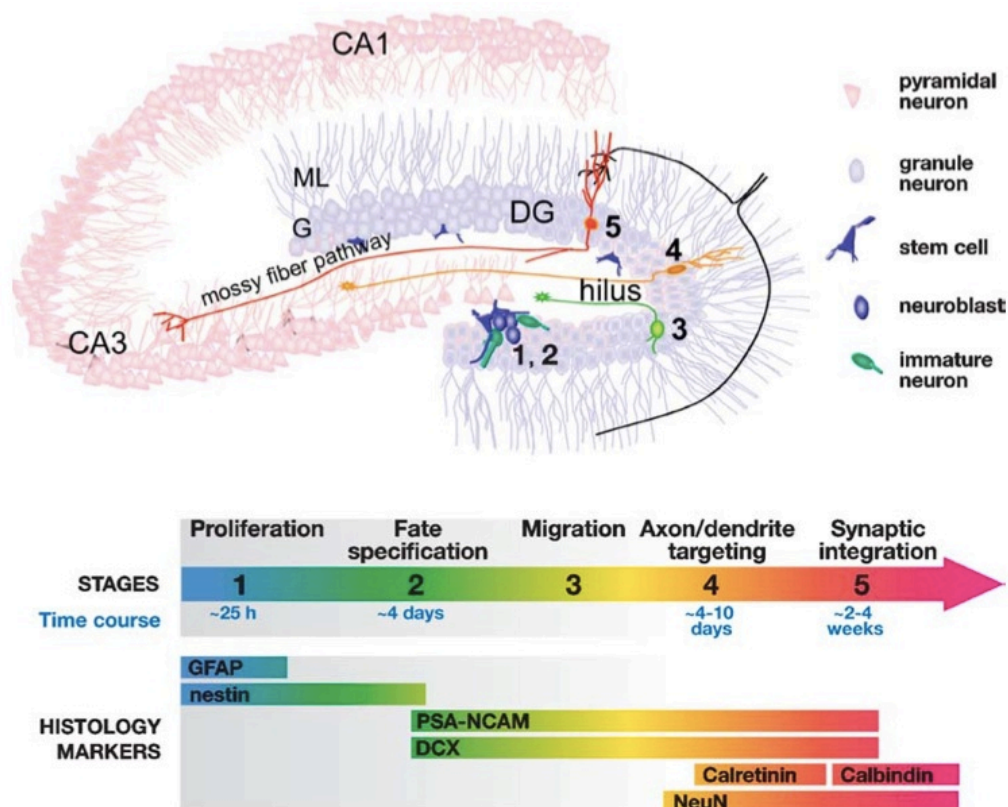 CA1
pyramidal
neuron
ML
granule
neuron
G
DG
5
stem cell
4
mossy fiber pathway
hilus
neuroblast
CA3
3
1, 2
immature
neuron
Proliferation
Fate
specification
Migration
Axon/dendrite
targeting
Synaptic
integration
STAGES
1
2
3
4
5
Time course
~25 h
~4 days
~4-10
days
~2-4
weeks
GFAP
nestin
HISTOLOGY
MARKERS
PSA-NCAM
DCX
Calretinin
Calbindin
NeuN